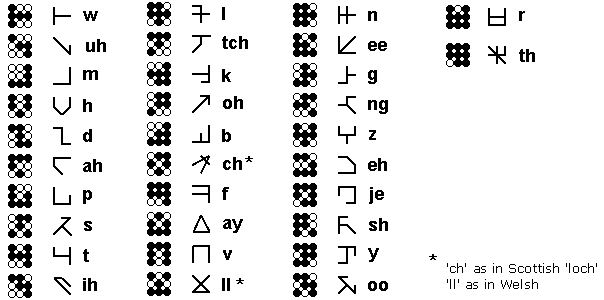 w l n r
uh tch ee th
m k g
h oh ng
d b z
ah ch* eh
p f je
s ay sh
t v y
ih ll* oo
* 'ch' as in Scottish 'loch'
'll' as in Welsh